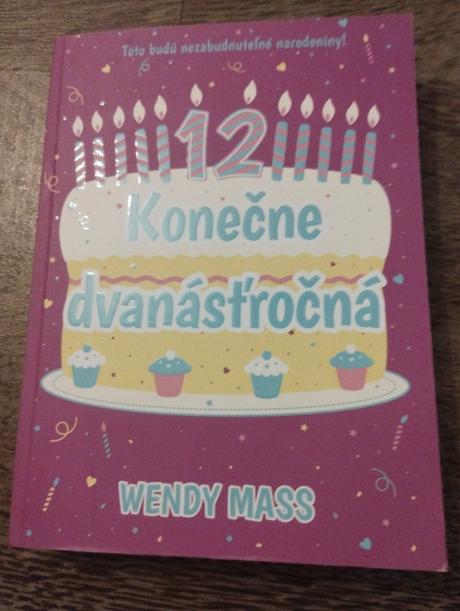 Toto budú nezabudnuteľné narodeniny!
12
Konečne
dvanásťročná
WENDY MASS